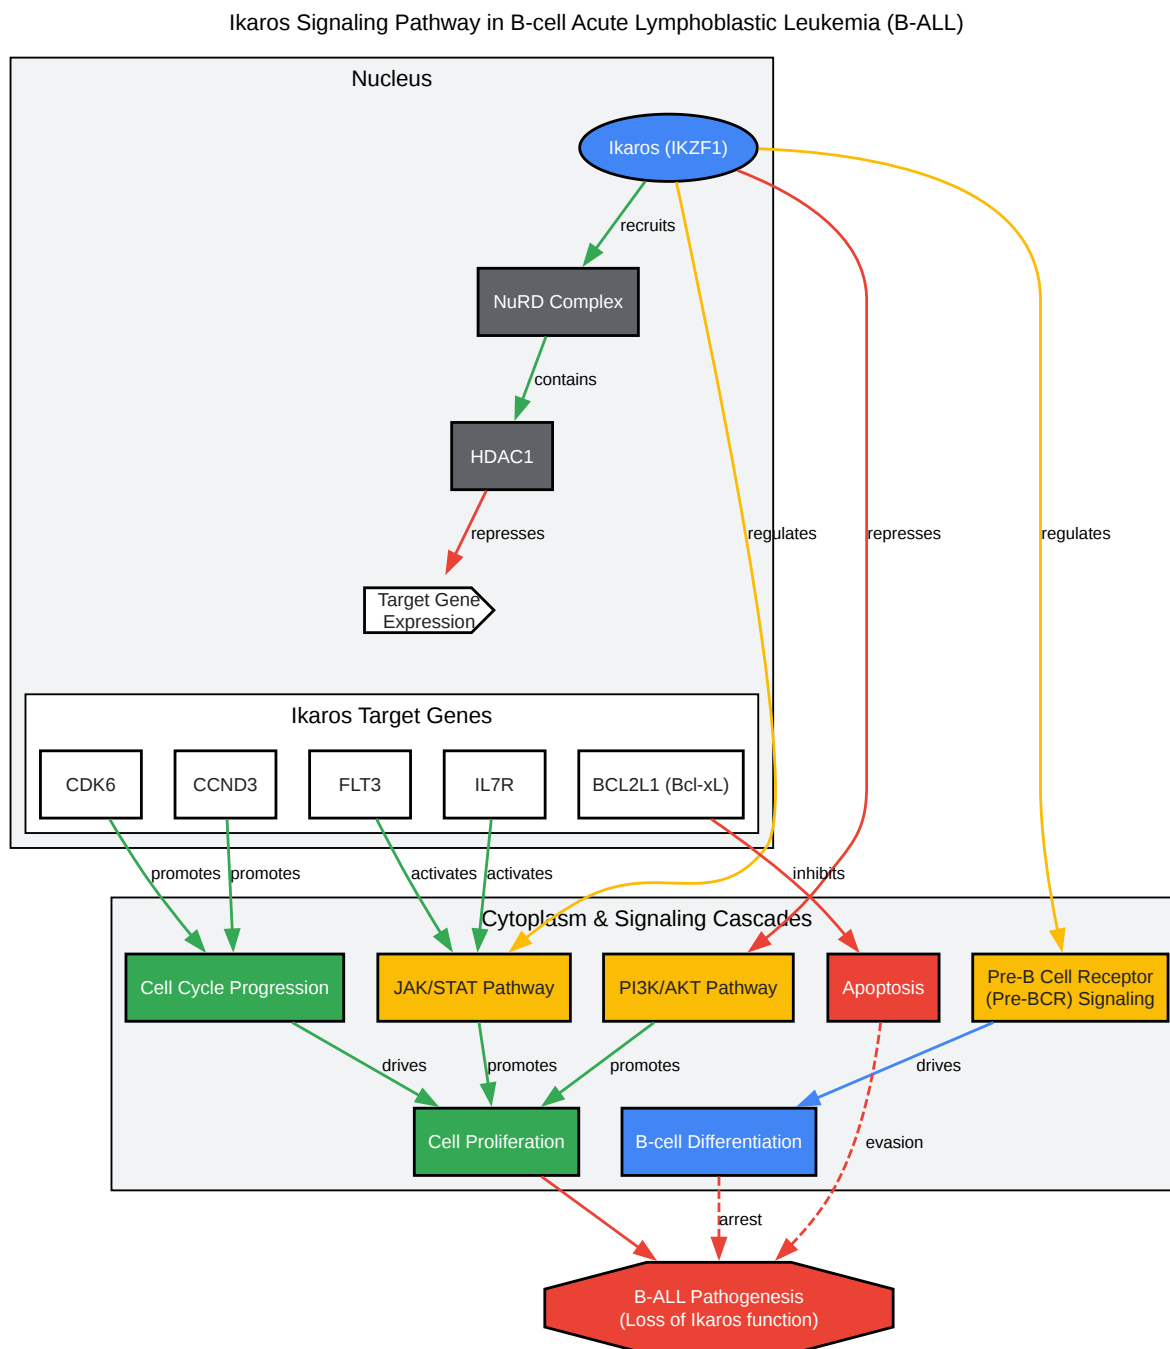 Ikaros Signaling Pathway in B-cell Acute Lymphoblastic Leukemia (B-ALL)
Nucleus
Ikaros (IKZF1)
recruits
NuRD Complex
contains
HDAC1
represses
regulates
represses
regulates
Target Gene
Expression
Ikaros Target Genes
CDK6
CCND3
FLT3
IL7R
BCL2L1 (Bcl-xL)
promotes
promotes
activates
activates
inhibits
Cytoplasm & Signaling Cascades
Cell Cycle Progression
JAK/STAT Pathway
PI3K/AKT Pathway
Apoptosis
Pre-B Cell Receptor
(Pre-BCR) Signaling
drives
promotes
promotes
drives
Cell Proliferation
B-cell Differentiation
evasion
arrest
B-ALL Pathogenesis
(Loss of Ikaros function)